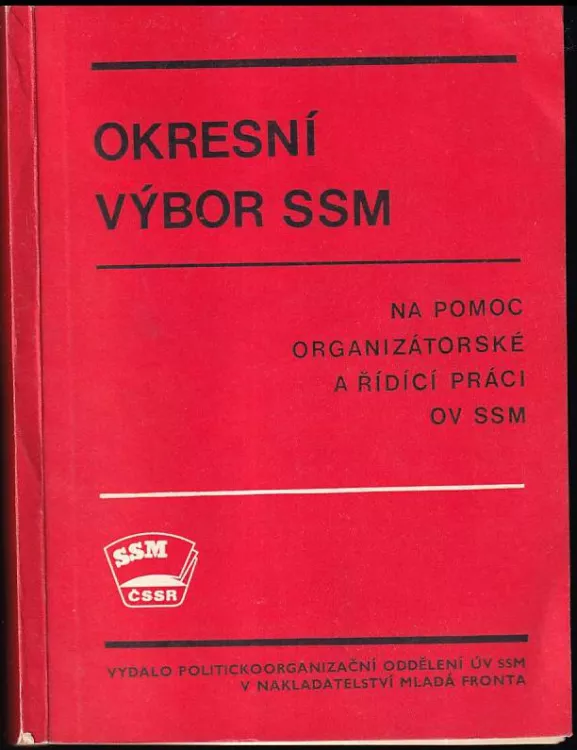 OKRESNÍ
VÝBOR SSM
NA POMOC
ORGANIZÁTORSKÉ
A ŘÍDÍCÍ PRÁCI
OV SSM
SSM
ČSSR
VYDALO POLITICKOORGANIZAČNÍ ODDĚLENÍ ÚV SSM
V NAKLADATELSTVÍ MLADÁ FRONTA